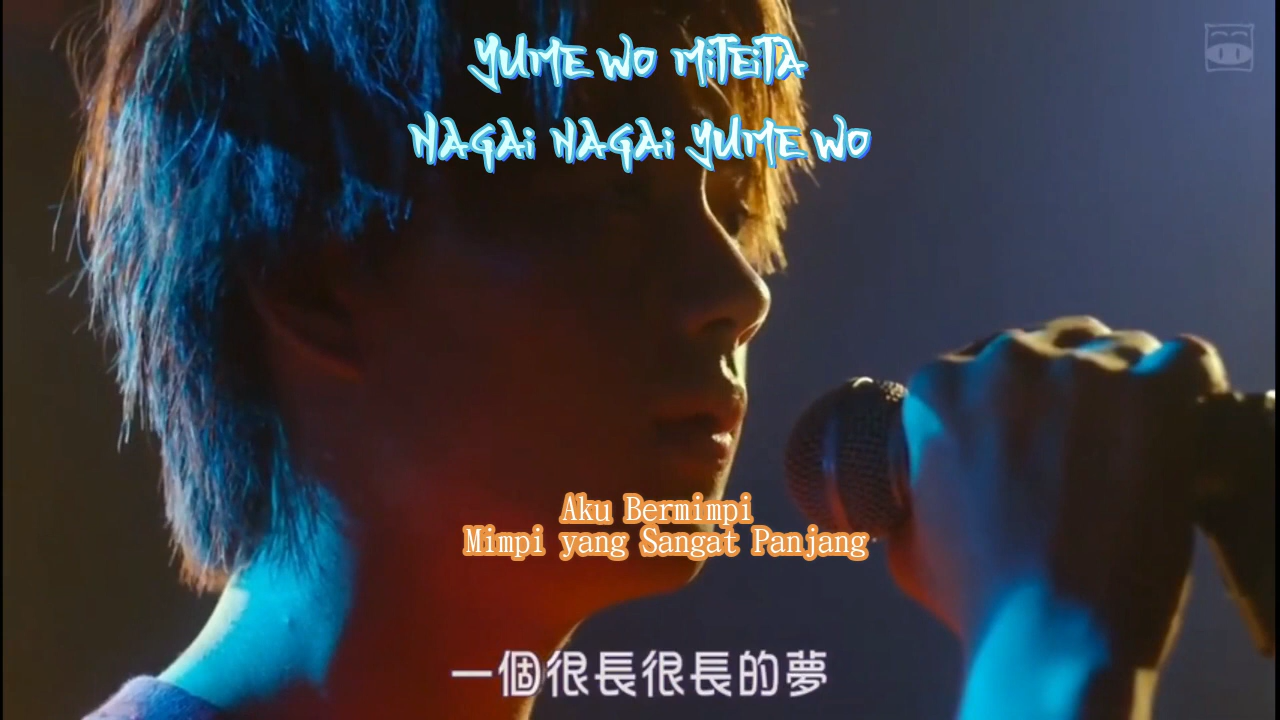 YUME WO MiTEiTA
NAGAi NAGAi YUME WO
Aku Bermimpi
Mimpi yang Sangat Panjang
一個很長很長的夢